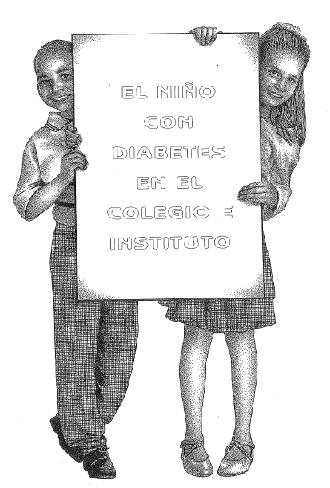 EL NIÑO
CON
DIABETES
EN EL
COLEGIO E
INSTITUTO